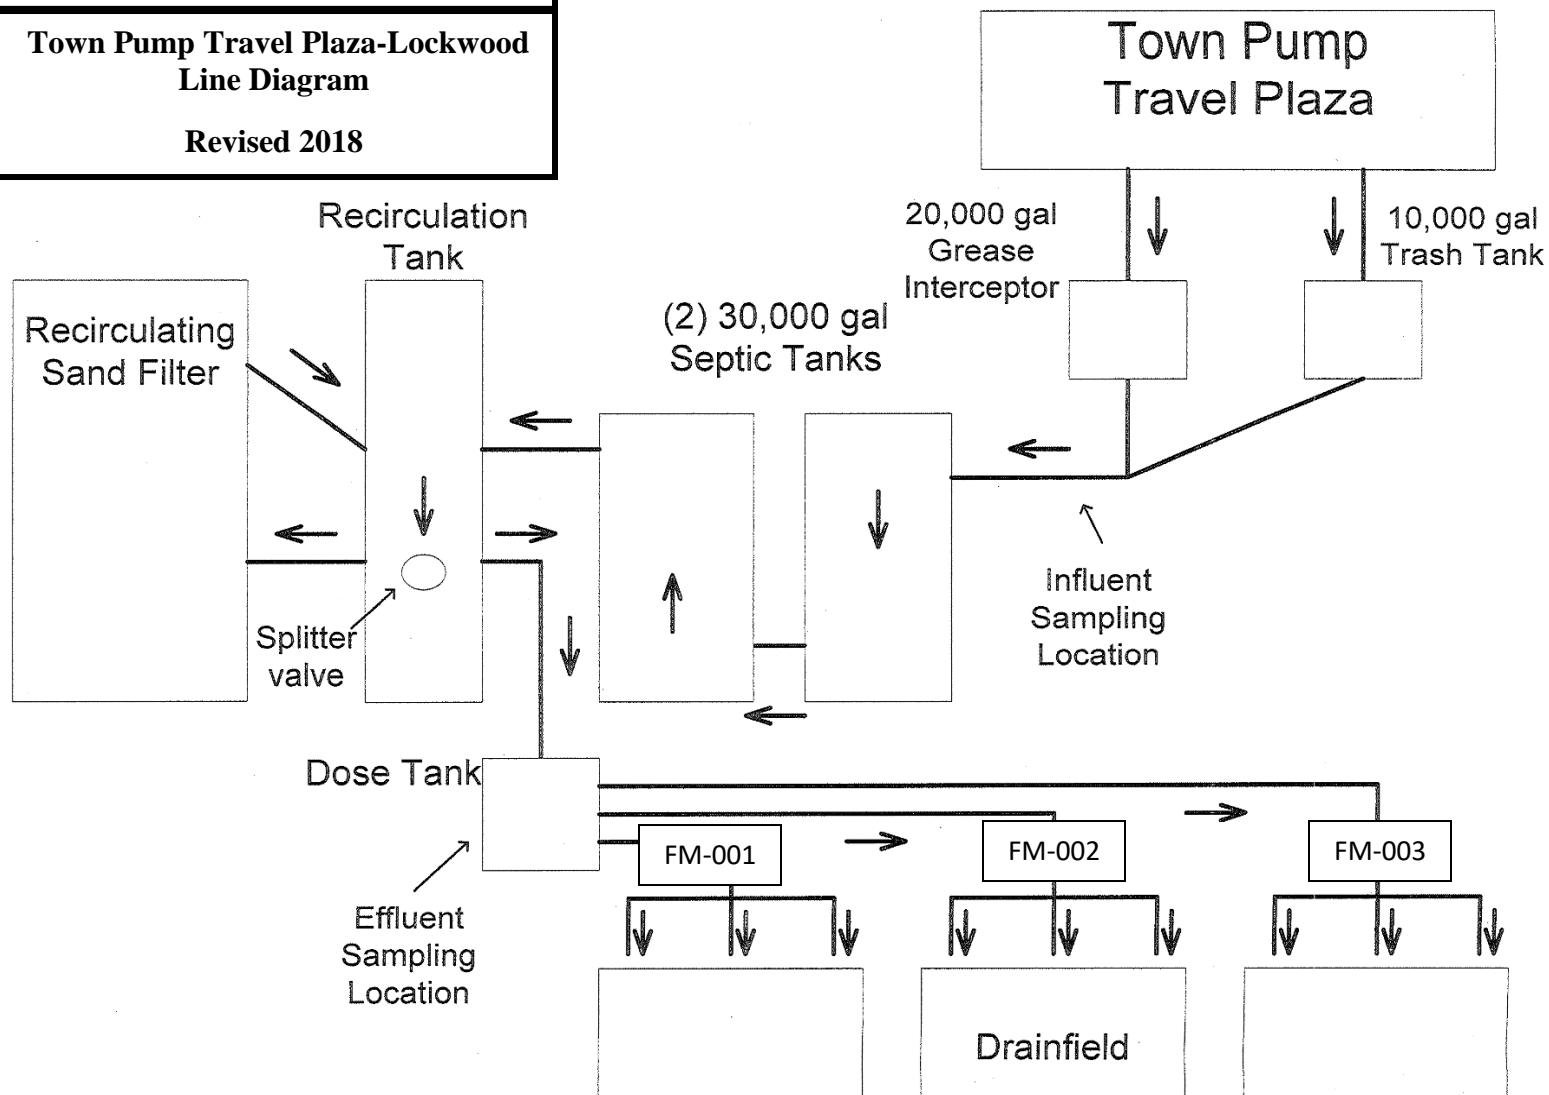 Town Pump Travel Plaza-Lockwood
Line Diagram
Revised 2018
Town Pump
Travel Plaza
20,000 gal
Grease
Interceptor
10,000 gal
Trash Tank
Recirculation
Tank
Recirculating
Sand Filter
(2) 30,000 gal
Septic Tanks
Influent
Sampling
Location
Splitter
valve
Dose Tank
FM-001
FM-002
FM-003
Effluent
Sampling
Location
Drainfield